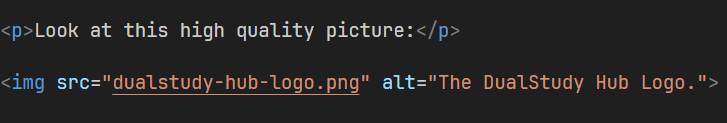 <p>Look at this high quality picture:</p>
<img src="dualstudy-hub-logo.png" alt="The DualStudy Hub Logo.">